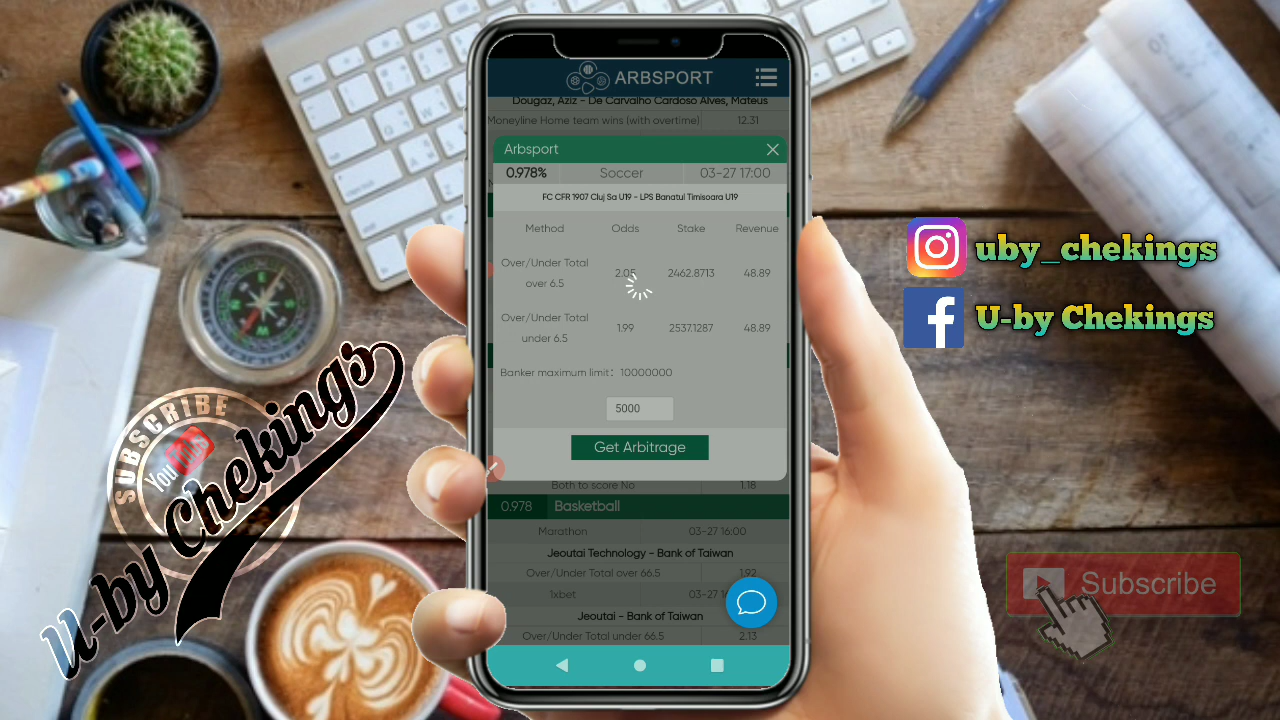 ARBSPORT
Dougaz, Aziz - De Carvalho Cardoso Alves, Mateus
Moneyline Home team wins (with overtime) 12.31
Arbsport
0.978% Soccer 03-27 17:00
FC CFR 1907 Cluj Sa U19 - LPS Banatul Timisoara U19
Method Odds Stake Revenue
Over/Under Total
over 6.5
2.05 2462.8713 48.89
Over/Under Total
under 6.5
1.99 2537.1287 48.89
Banker maximum limit: 10000000
5000
Get Arbitrage
Both to score No 1.18
0.978 Basketball
Marathon 03-27 16:00
Jeoutai Technology - Bank of Taiwan
Over/Under Total over 66.5 1.92
1xbet 03-27
Jeoutai - Bank of Taiwan
Over/Under Total under 66.5 2.13
uby_chekings
U-by Chekings
SUBSCRIBE
YouTube
U-by Chekings
Subscribe